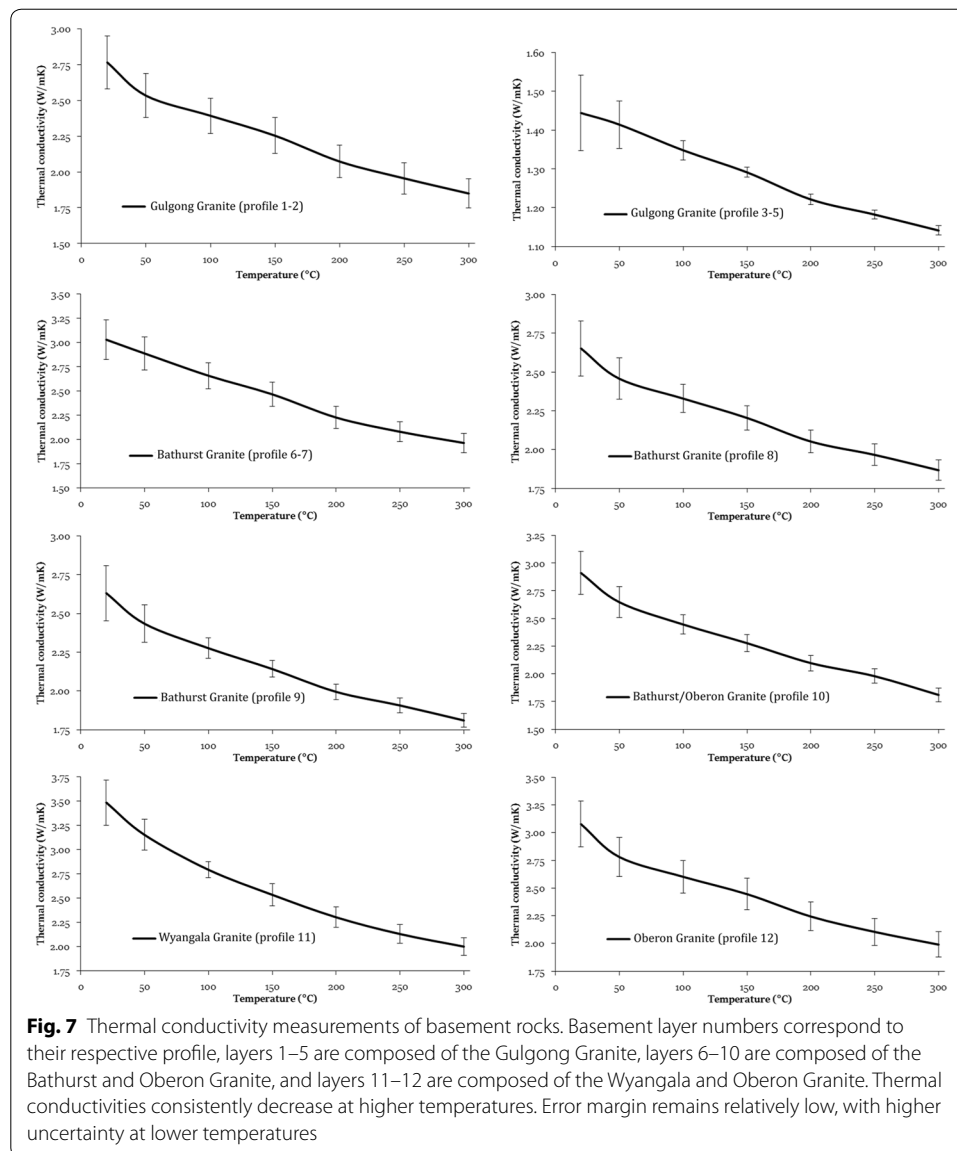 3.00
2.75
2.50
2.25
2.00
1.75
1.50
Thermal conductivity (W/mK)
Gulgong Granite (profile 1-2)
0 50 100 150 200 250 300
Temperature (°C)
1.60
1.50
1.40
1.30
1.20
1.10
Thermal conductivity (W/mK)
Gulgong Granite (profile 3-5)
0 50 100 150 200 250 300
Temperature (°C)
3.50
3.25
3.00
2.75
2.50
2.25
2.00
1.75
1.50
Thermal conductivity (W/mK)
Bathurst Granite (profile 6-7)
0 50 100 150 200 250 300
Temperature (°C)
3.00
2.75
2.50
2.25
2.00
1.75
Thermal conductivity (W/mK)
Bathurst Granite (profile 8)
0 50 100 150 200 250 300
Temperature (°C)
3.00
2.75
2.50
2.25
2.00
1.75
Thermal conductivity (W/mK)
Bathurst Granite (profile 9)
0 50 100 150 200 250 300
Temperature (°C)
3.25
3.00
2.75
2.50
2.25
2.00
1.75
1.50
Thermal conductivity (W/mK)
Bathurst/Oberon Granite (profile 10)
0 50 100 150 200 250 300
Temperature (°C)
3.75
3.50
3.25
3.00
2.75
2.50
2.25
2.00
1.75
Thermal conductivity (W/mK)
Wyangala Granite (profile 11)
0 50 100 150 200 250 300
Temperature (°C)
3.50
3.25
3.00
2.75
2.50
2.25
2.00
1.75
Thermal conductivity (W/mK)
Oberon Granite (profile 12)
0 50 100 150 200 250 300
Temperature (°C)
Fig. 7 Thermal conductivity measurements of basement rocks. Basement layer numbers correspond to
their respective profile, layers 1–5 are composed of the Gulgong Granite, layers 6–10 are composed of the
Bathurst and Oberon Granite, and layers 11–12 are composed of the Wyangala and Oberon Granite. Thermal
conductivities consistently decrease at higher temperatures. Error margin remains relatively low, with higher
uncertainty at lower temperatures